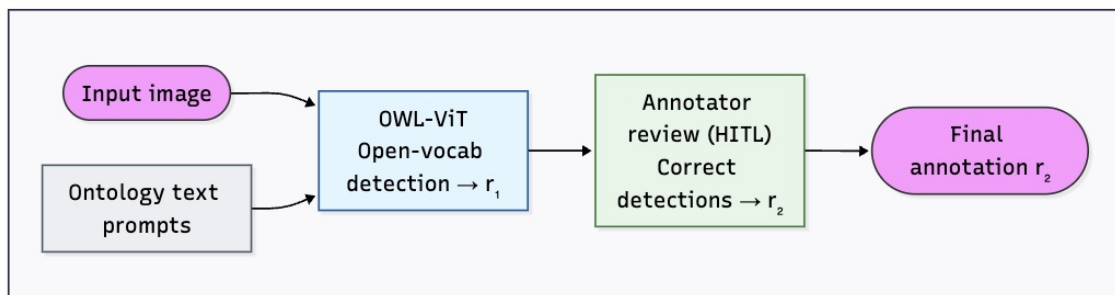 Input image
Ontology text
prompts
OWL-ViT
Open-vocab
detection → r₁
Annotator
review (HITL)
Correct
detections → r₂
Final
annotation r₂